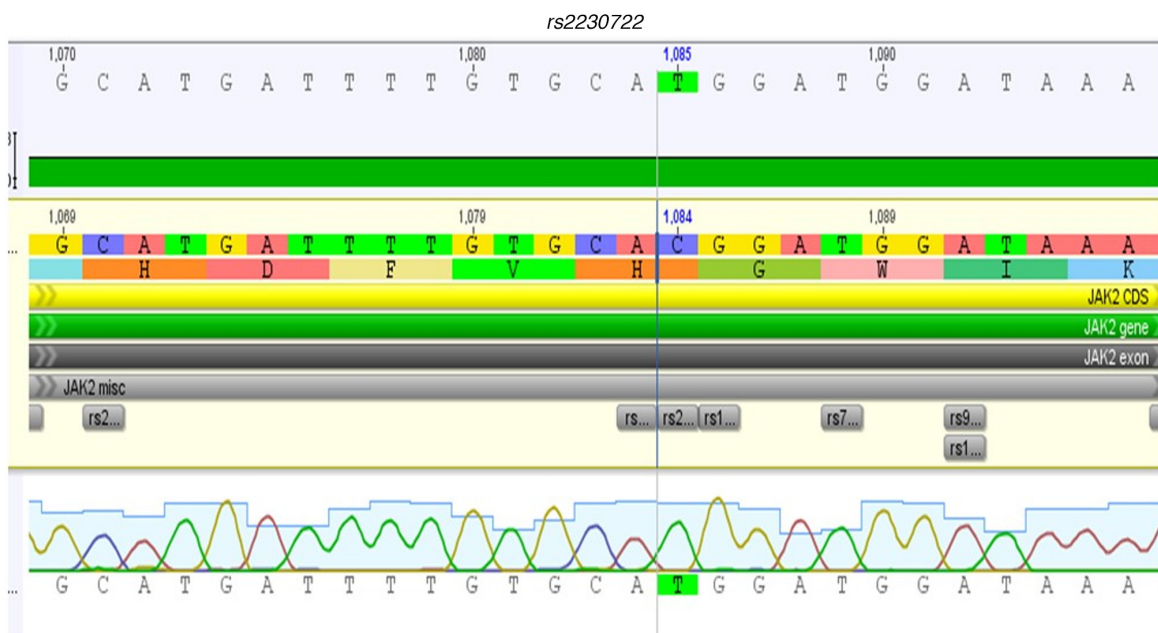 rs2230722
1,070 1,080 1,085 1,090
G C A T G A T T T T G T G C A T G G A T G G A T A A A
1,069 1,079 1,084 1,089
... G C A T G A T T T T G T G C A C G G A T G G A T A A A
H D F V H G W I K
JAK2 CDS
JAK2 gene
JAK2 exon
JAK2 misc
rs2... rs... rs2... rs1... rs7... rs9...
rs1...
... G C A T G A T T T T G T G C A T G G A T G G A T A A A